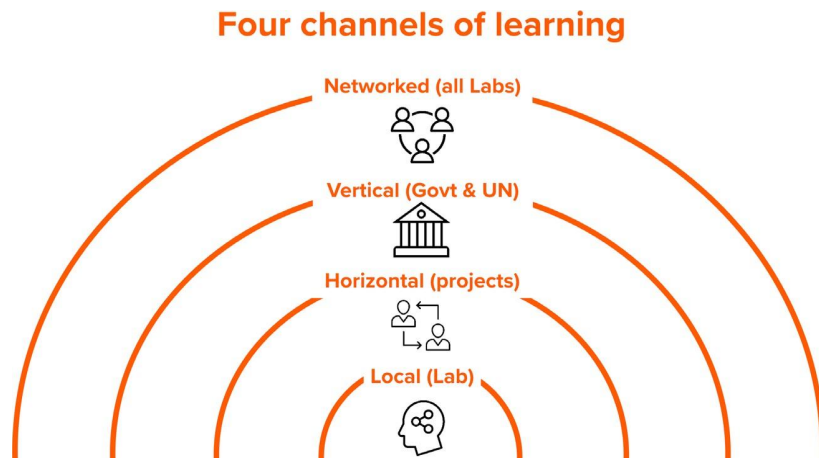 Four channels of learning
Networked (all Labs)
Vertical (Govt & UN)
Horizontal (projects)
Local (Lab)